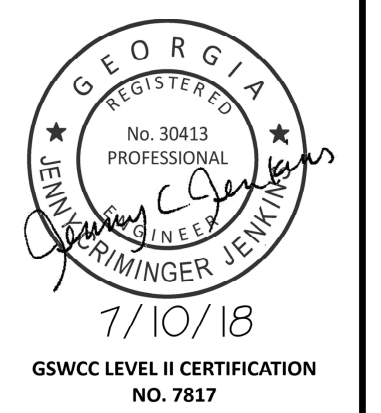 GEORGIA
REGISTERED
No. 30413
PROFESSIONAL
ENGINEER
JENNY CRIMINGER JENKINS
Jenny C. Jenkins
7/10/18
GSWCC LEVEL II CERTIFICATION
NO. 7817